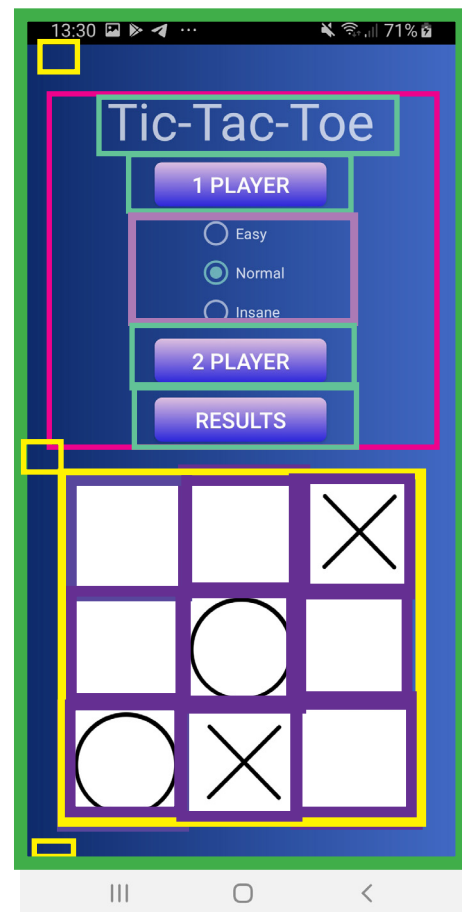 13:30 71%
Tic-Tac-Toe
1 PLAYER
Easy
Normal
Insane
2 PLAYER
RESULTS